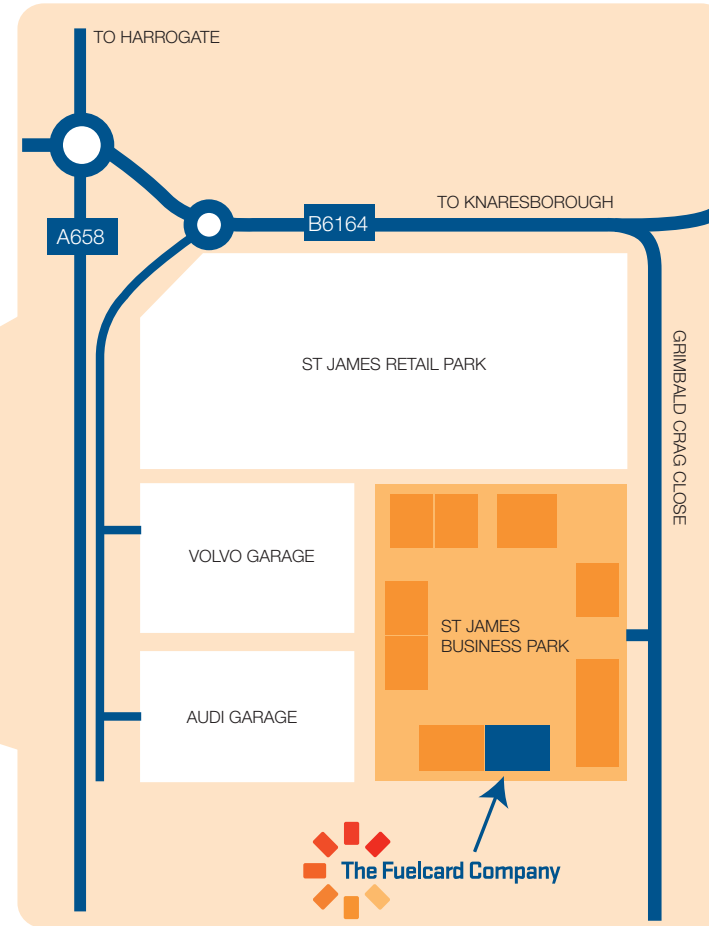 TO HARROGATE
TO KNARESBOROUGH
A658
B6164
ST JAMES RETAIL PARK
GRIMBALD CRAG CLOSE
VOLVO GARAGE
ST JAMES
BUSINESS PARK
AUDI GARAGE
The Fuelcard Company